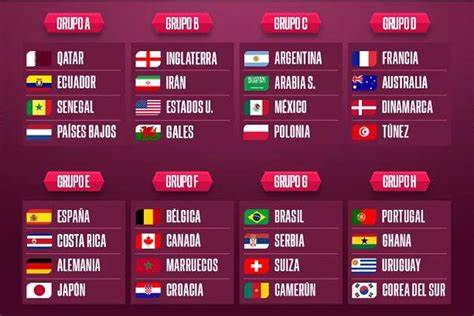 GRUPO A
QATAR
ECUADOR
SENEGAL
PAÍSES BAJOS
GRUPO B
INGLATERRA
IRÁN
ESTADOS U.
GALES
GRUPO C
ARGENTINA
ARABIA S.
MÉXICO
POLONIA
GRUPO D
FRANCIA
AUSTRALIA
DINAMARCA
TÚNEZ
GRUPO E
ESPAÑA
COSTA RICA
ALEMANIA
JAPÓN
GRUPO F
BÉLGICA
CANADÁ
MARRUECOS
CROACIA
GRUPO G
BRASIL
SERBIA
SUIZA
CAMERÚN
GRUPO H
PORTUGAL
GHANA
URUGUAY
COREA DEL SUR